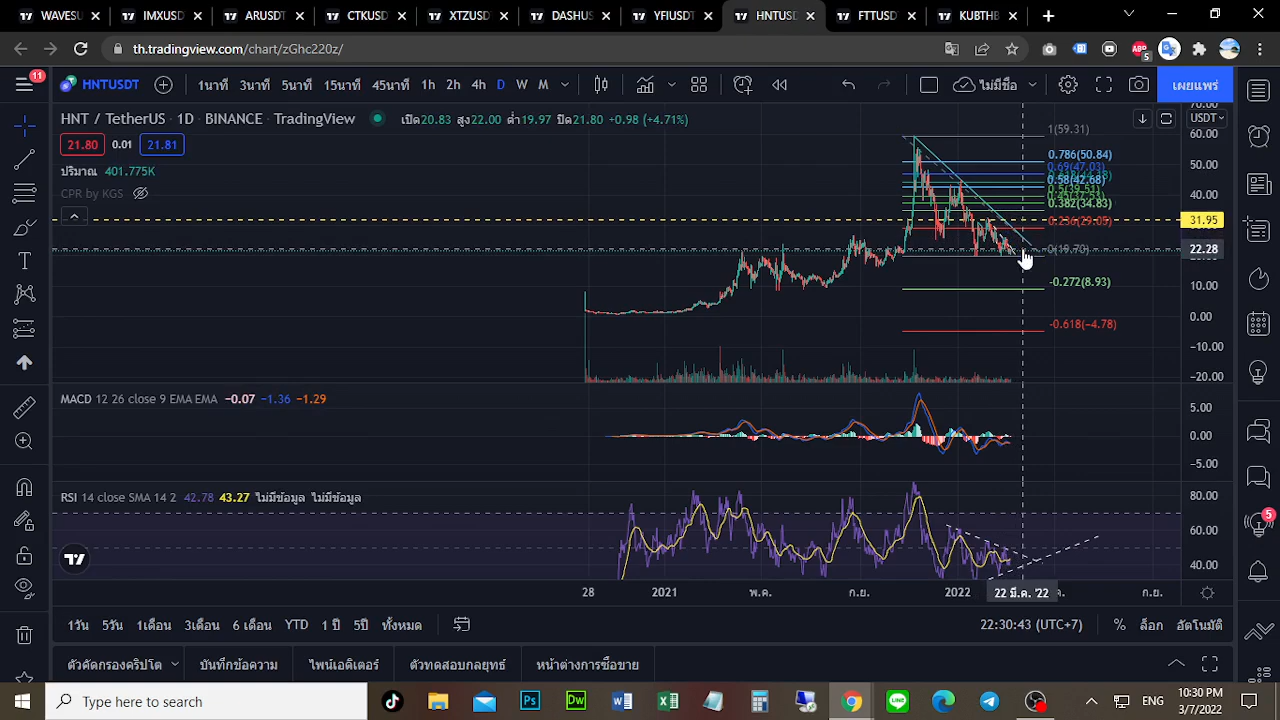 WAVESU
IMXUSD
ARUSDT
CTKUSD
XTZUSD
DASHUS
YFIUSDT
HNTUSD
FTTUSDT
KUBTHB
th.tradingview.com/chart/zGhc220z/
ABP
5
11
HNTUSDT
1นาที
3นาที
5นาที
15นาที
45นาที
1h
2h
4h
D
W
M
ไม่มีชื่อ
เผยแพร่
HNT / TetherUS · 1D · BINANCE · TradingView
เปิด20.83 สูง22.00 ต่ำ19.97 ปิด21.80 +0.98 (+4.71%)
USDT
21.80
0.01
21.81
ปริมาณ 401.775K
CPR by KGS
70.00
60.00
50.00
40.00
31.95
22.28
10.00
0.00
−10.00
−20.00
1(59.31)
0.786(50.84)
0.69(47.03)
0.58(42.68)
0.5(39.51)
0.382(34.83)
0.236(29.05)
0(19.70)
-0.272(8.93)
-0.618(−4.78)
MACD 12 26 close 9 EMA EMA −0.07 −1.36 −1.29
5.00
0.00
−5.00
RSI 14 close SMA 14 2 42.78 43.27 ไม่มีข้อมูล ไม่มีข้อมูล
80.00
60.00
40.00
5
28
2021
พ.ค.
ก.ย.
2022
22 มี.ค. '22
ก.ย.
1วัน
5วัน
1เดือน
3เดือน
6 เดือน
YTD
1 ปี
5ปี
ทั้งหมด
22:30:43 (UTC+7)
%
ล็อก
อัตโนมัติ
ตัวคัดกรองคริปโต
บันทึกข้อความ
ไพน์เอดิเตอร์
ตัวทดสอบกลยุทธ์
หน้าต่างการซื้อขาย
Type here to search
Ps
Dw
ENG
10:30 PM
3/7/2022